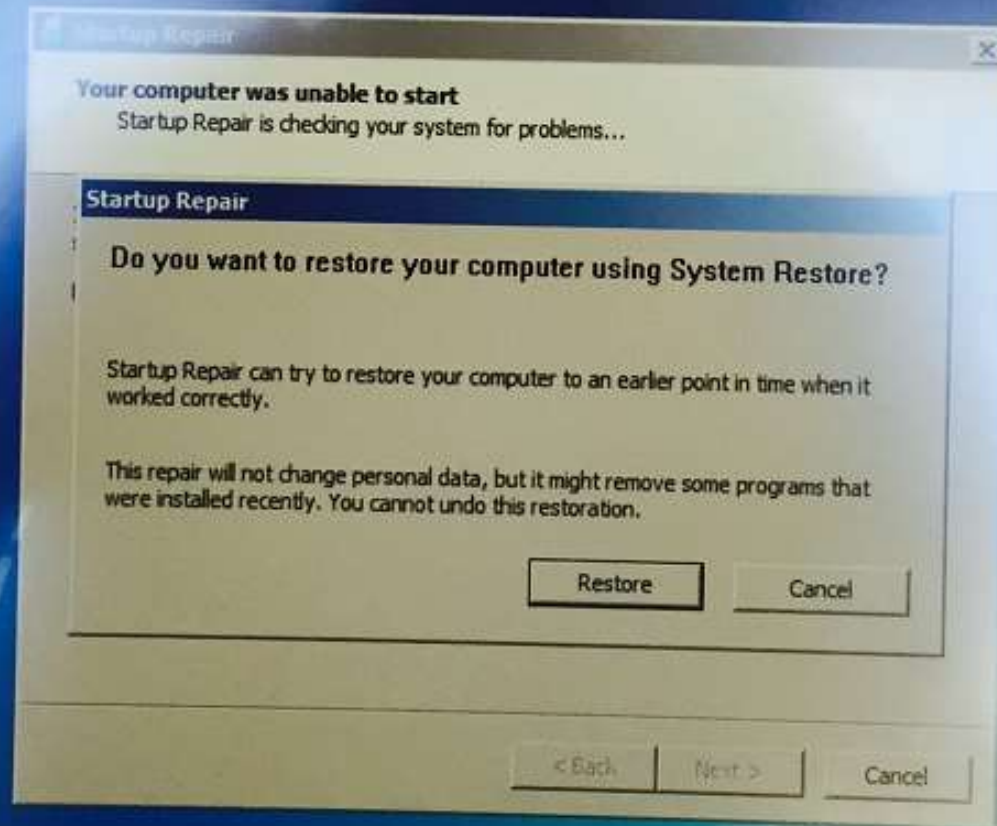 Startup Repair
Your computer was unable to start
Startup Repair is checking your system for problems...
Startup Repair
Do you want to restore your computer using System Restore?
Startup Repair can try to restore your computer to an earlier point in time when it
worked correctly.
This repair will not change personal data, but it might remove some programs that
were installed recently. You cannot undo this restoration.
Restore
Cancel
< Back
Next >
Cancel